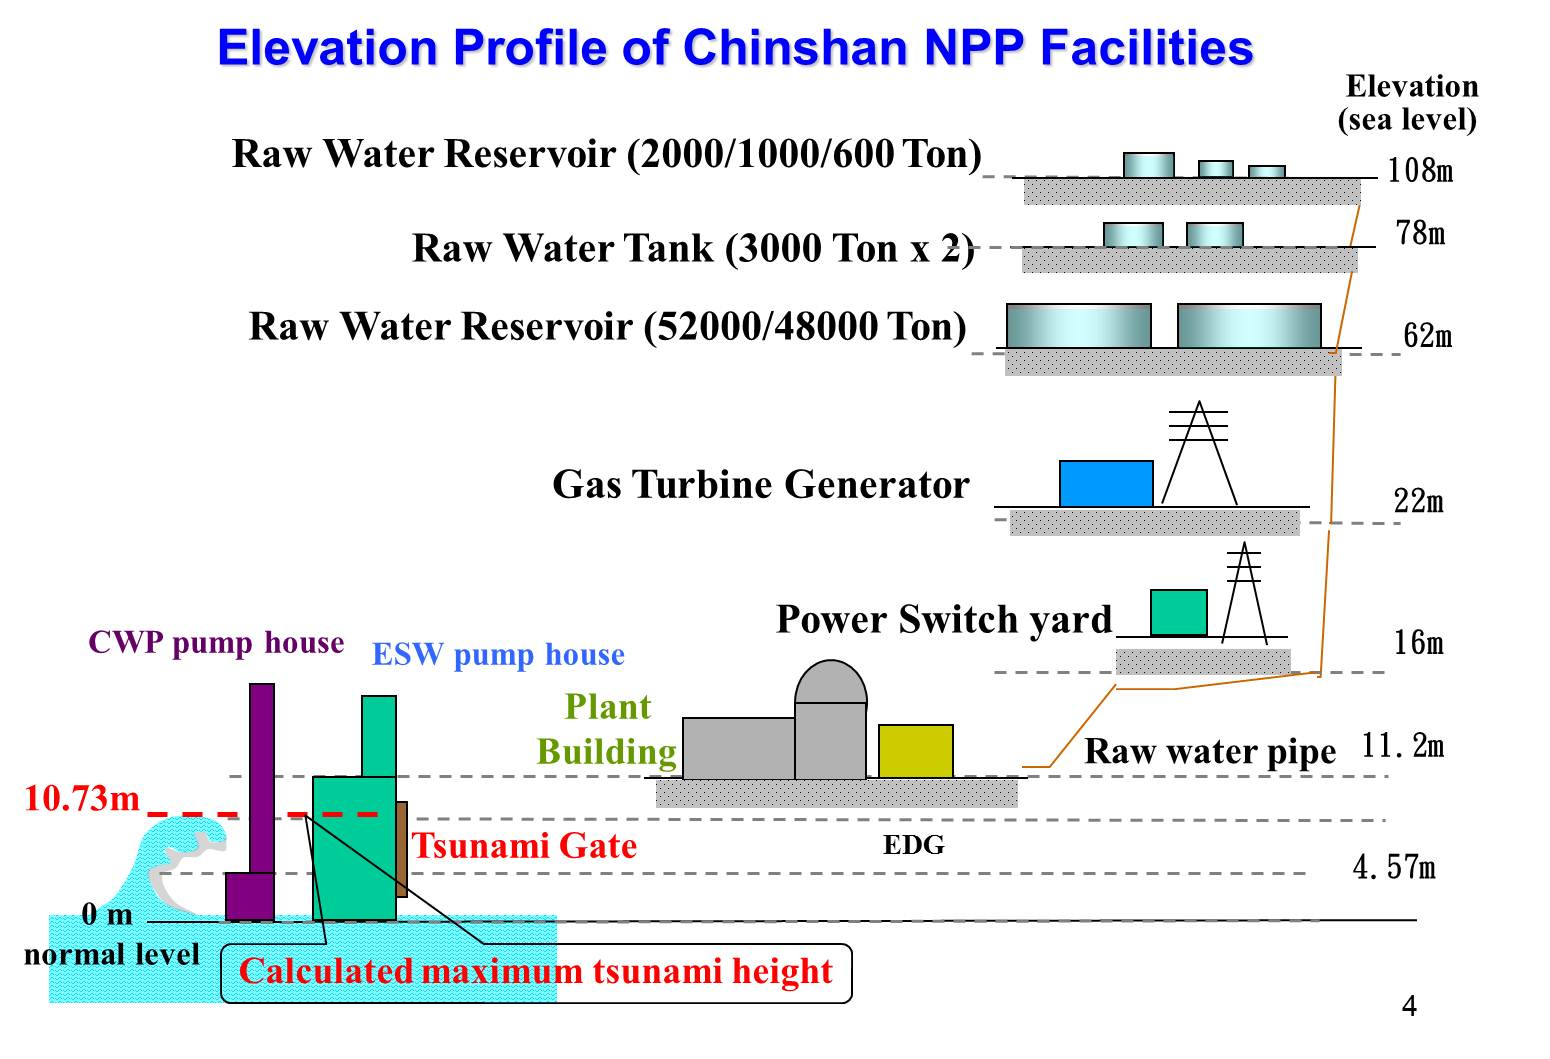 Elevation Profile of Chinshan NPP Facilities
Elevation
(sea level)
Raw Water Reservoir (2000/1000/600 Ton)
108m
Raw Water Tank (3000 Ton x 2)
78m
Raw Water Reservoir (52000/48000 Ton)
62m
Gas Turbine Generator
22m
Power Switch yard
16m
CWP pump house
ESW pump house
Plant
Building
Raw water pipe
11.2m
10.73m
Tsunami Gate
EDG
4.57m
0 m
normal level
Calculated maximum tsunami height
4